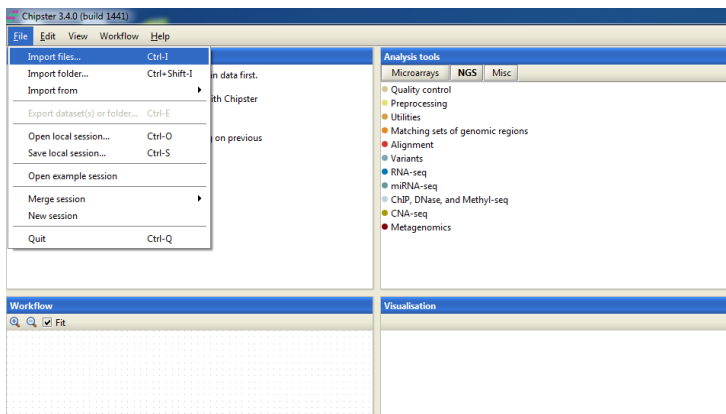 Chipster 3.4.0 (build 1441)
File Edit View Workflow Help
Import files... Ctrl-I
Import folder... Ctrl+Shift-I
Import from
Export dataset(s) or folder... Ctrl-E
Open local session... Ctrl-O
Save local session... Ctrl-S
Open example session
Merge session
New session
Quit Ctrl-Q
in data first.
ith Chipster
on previous
Analysis tools
Microarrays NGS Misc
Quality control
Preprocessing
Utilities
Matching sets of genomic regions
Alignment
Variants
RNA-seq
miRNA-seq
ChIP, DNase, and Methyl-seq
CNA-seq
Metagenomics
Workflow
Fit
Visualisation